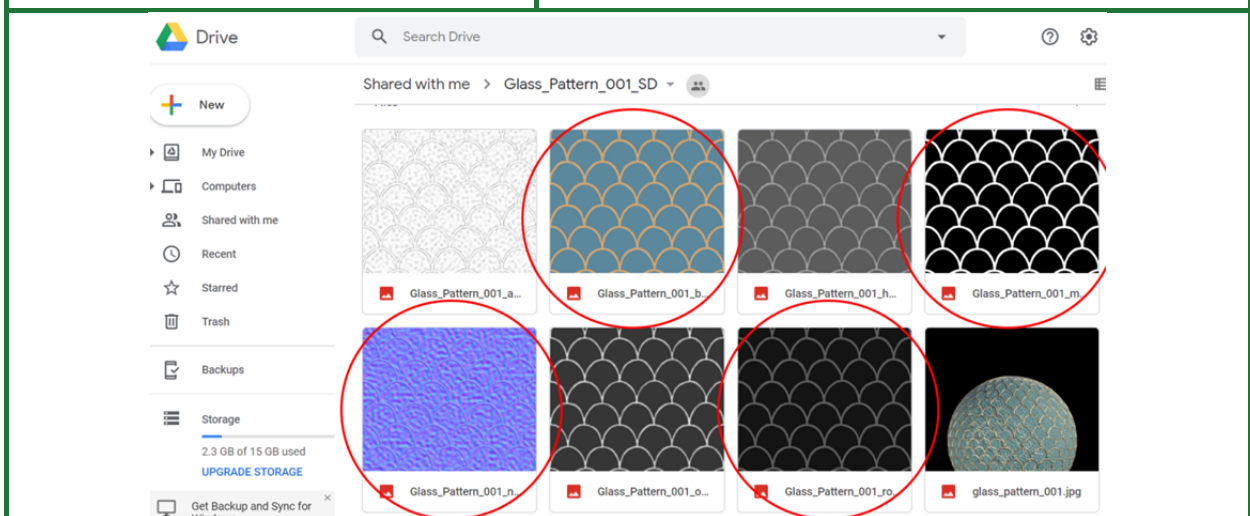 Drive
Search Drive
Shared with me > Glass_Pattern_001_SD
New
My Drive
Computers
Shared with me
Recent
Starred
Trash
Backups
Storage
2.3 GB of 15 GB used
UPGRADE STORAGE
Get Backup and Sync for
Glass_Pattern_001_a...
Glass_Pattern_001_b...
Glass_Pattern_001_h...
Glass_Pattern_001_m...
Glass_Pattern_001_n...
Glass_Pattern_001_o...
Glass_Pattern_001_ro...
glass_pattern_001.jpg